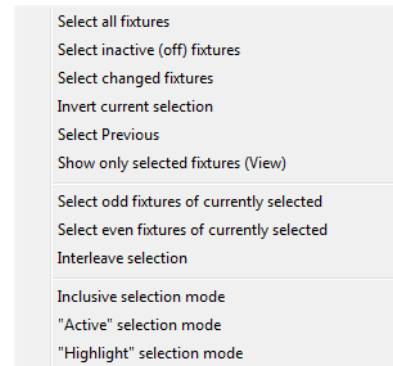 Select all fixtures
Select inactive (off) fixtures
Select changed fixtures
Invert current selection
Select Previous
Show only selected fixtures (View)
Select odd fixtures of currently selected
Select even fixtures of currently selected
Interleave selection
Inclusive selection mode
"Active" selection mode
"Highlight" selection mode